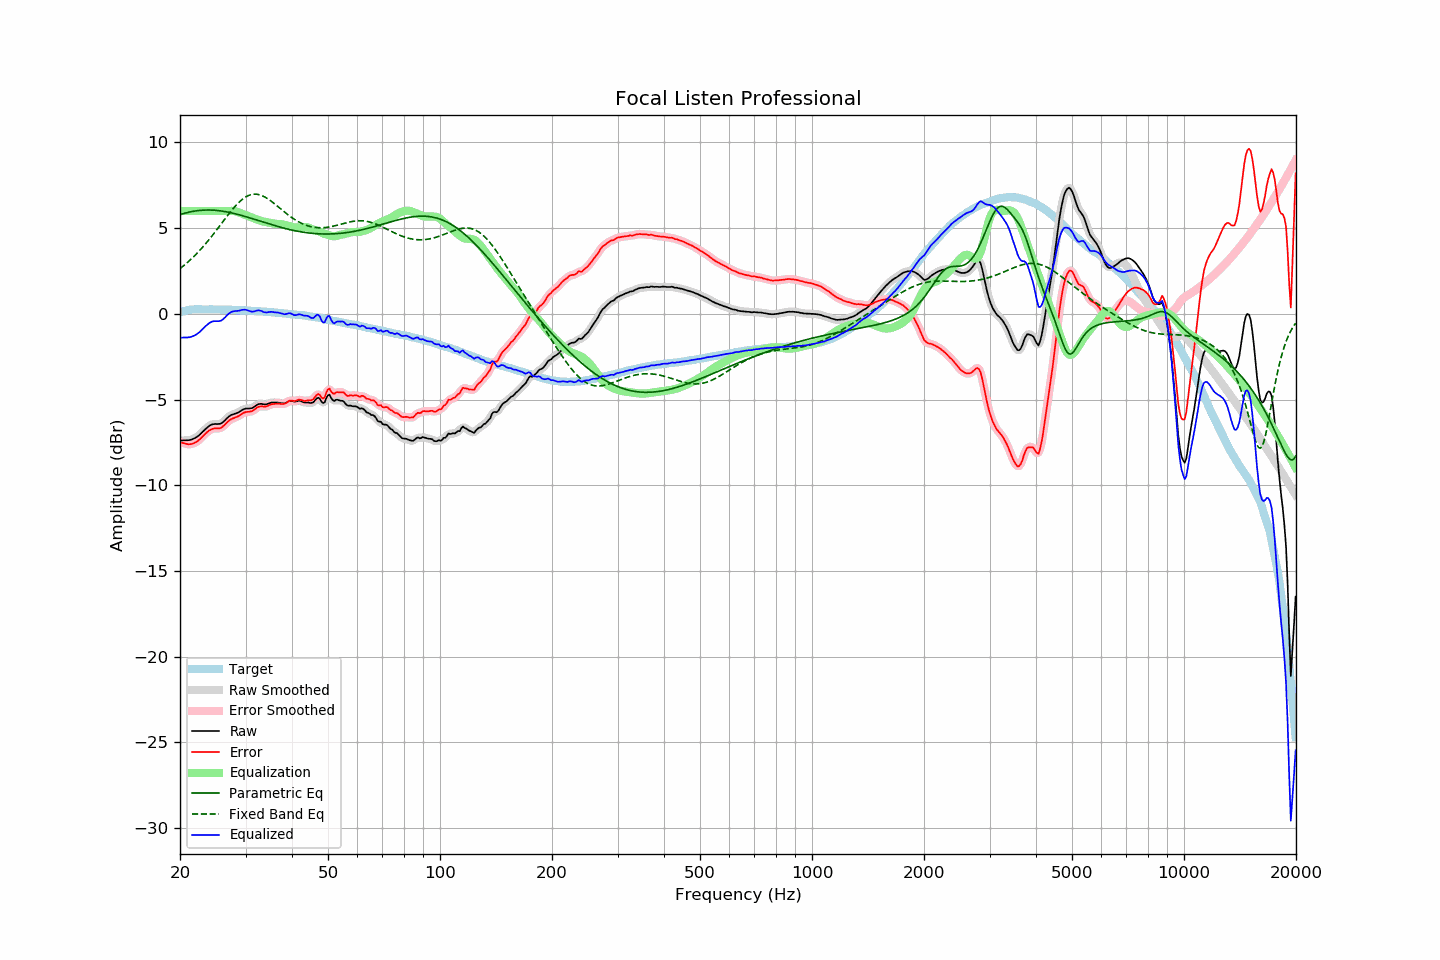 Focal Listen Professional
10
5
0
−5
−10
−15
−20
−25
−30
Amplitude (dBr)
Target
Raw Smoothed
Error Smoothed
Raw
Error
Equalization
Parametric Eq
Fixed Band Eq
Equalized
20 50 100 200 500 1000 2000 5000 10000 20000
Frequency (Hz)